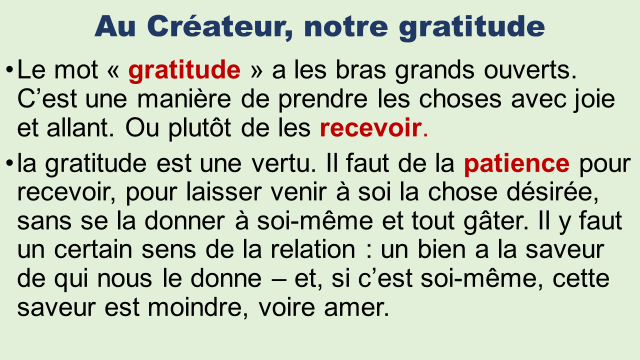 Au Créateur, notre gratitude
•Le mot « gratitude » a les bras grands ouverts.
C’est une manière de prendre les choses avec joie
et allant. Ou plutôt de les recevoir.
•la gratitude est une vertu. Il faut de la patience pour
recevoir, pour laisser venir à soi la chose désirée,
sans se la donner à soi-même et tout gâter. Il y faut
un certain sens de la relation : un bien a la saveur
de qui nous le donne – et, si c’est soi-même, cette
saveur est moindre, voire amer.